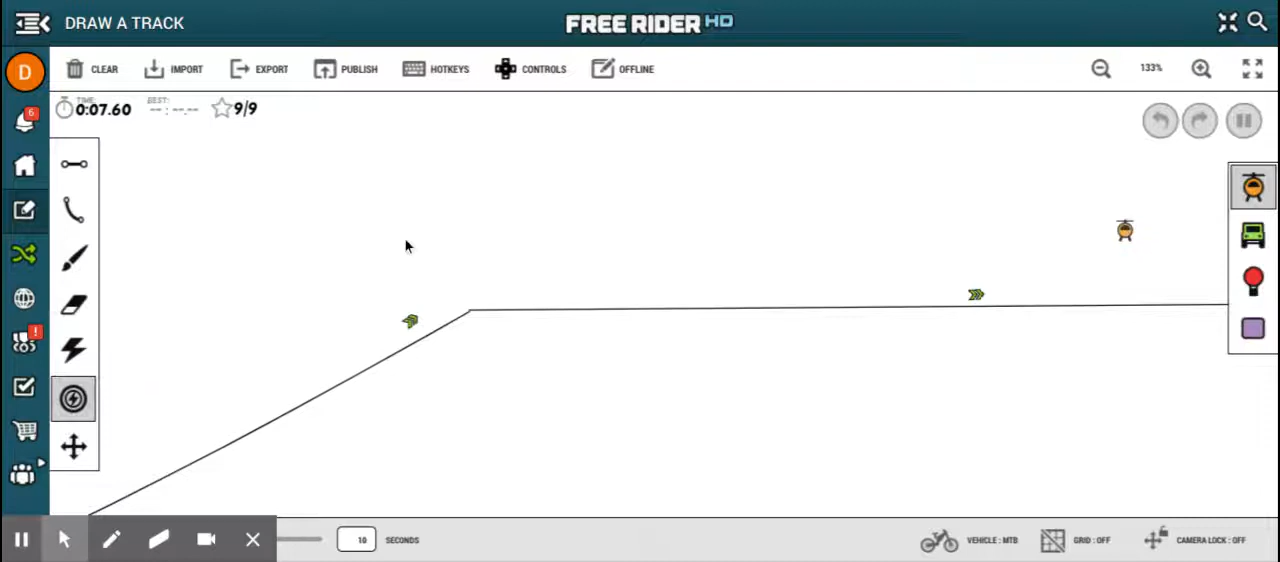 DRAW A TRACK
FREE RIDER HD
D
CLEAR
IMPORT
EXPORT
PUBLISH
HOTKEYS
CONTROLS
OFFLINE
133%
TIME:
0:07.60
BEST:
-- : --.--
9/9
6
!
10
SECONDS
VEHICLE : MTB
GRID : OFF
CAMERA LOCK : OFF